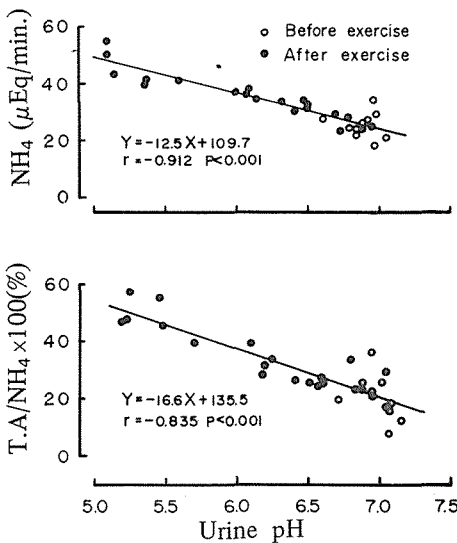 ○ Before exercise
● After exercise
NH4 (μEq/min.)
60
40
20
0
Y=-12.5X+109.7
r=-0.912 P<0.001
T.A/NH4×100(%)
60
40
20
0
Y=-16.6X+135.5
r=-0.835 P<0.001
5.0 5.5 6.0 6.5 7.0 7.5
Urine pH